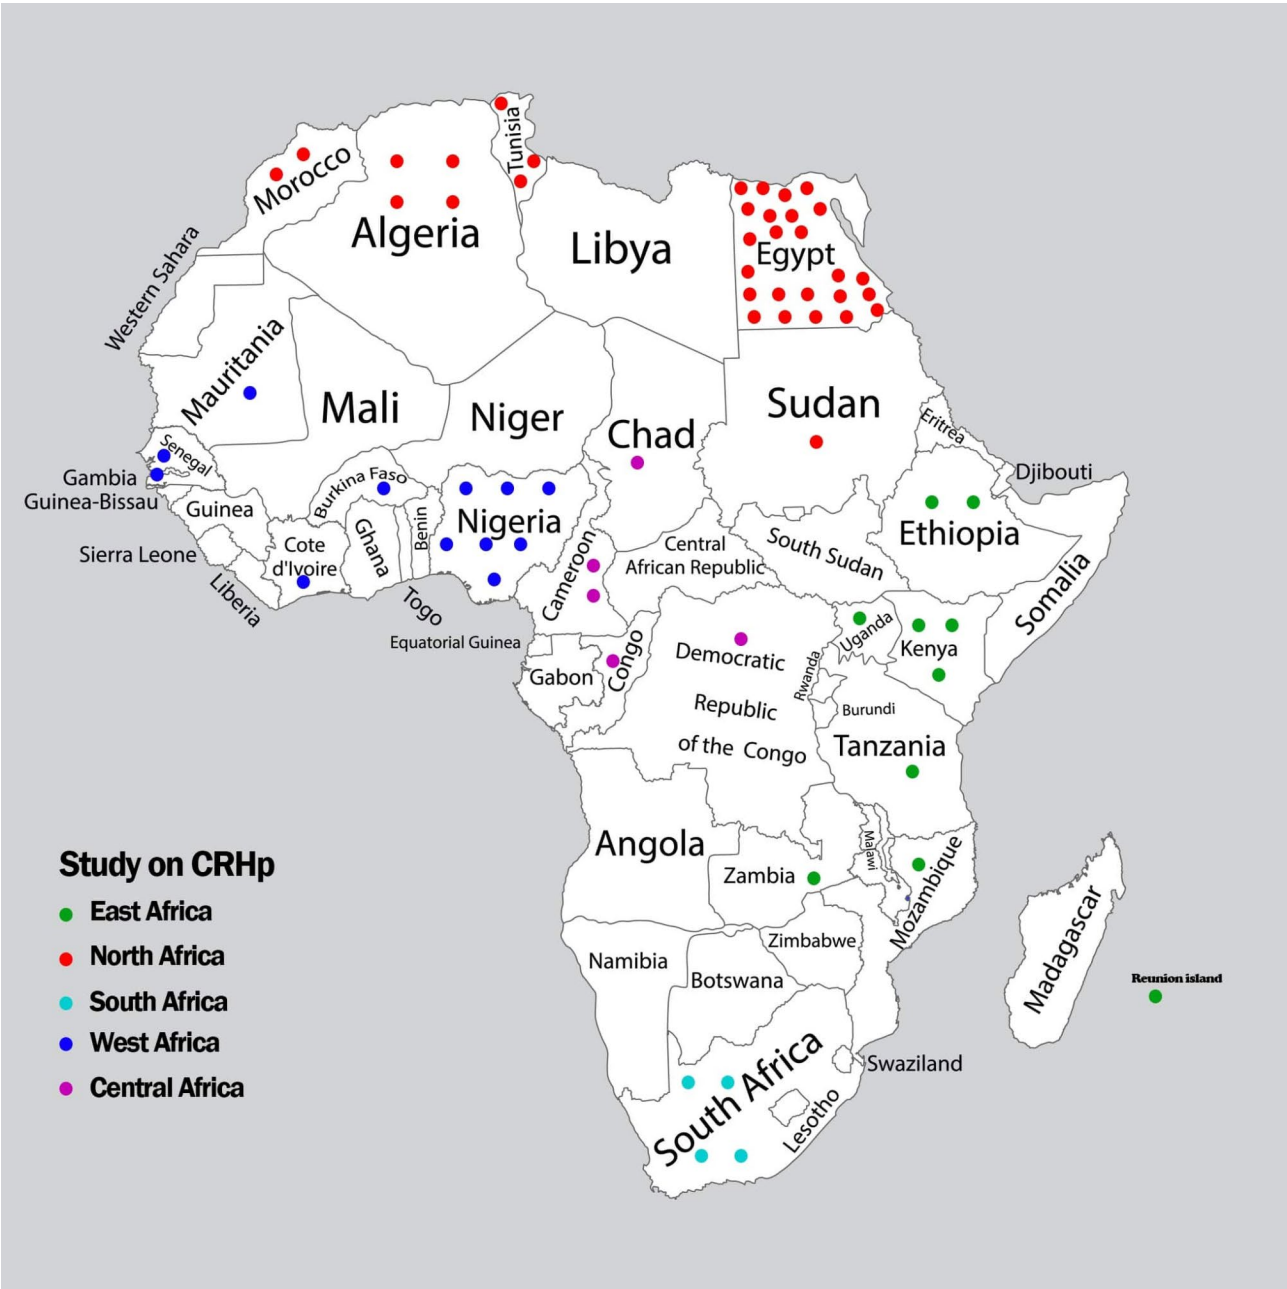 Tunisia
Morocco
Algeria
Libya
Egypt
Western Sahara
Mauritania
Mali
Niger
Chad
Sudan
Eritrea
Djibouti
Senegal
Gambia
Guinea-Bissau
Guinea
Sierra Leone
Liberia
Burkina Faso
Cote
d'Ivoire
Ghana
Togo
Benin
Nigeria
Cameroon
Equatorial Guinea
Central
African Republic
South Sudan
Ethiopia
Somalia
Gabon
Congo
Democratic
Republic
of the Congo
Uganda
Kenya
Rwanda
Burundi
Tanzania
Angola
Zambia
Malawi
Mozambique
Zimbabwe
Namibia
Botswana
Madagascar
Reunion island
South Africa
Swaziland
Lesotho
Study on CRHp
East Africa
North Africa
South Africa
West Africa
Central Africa